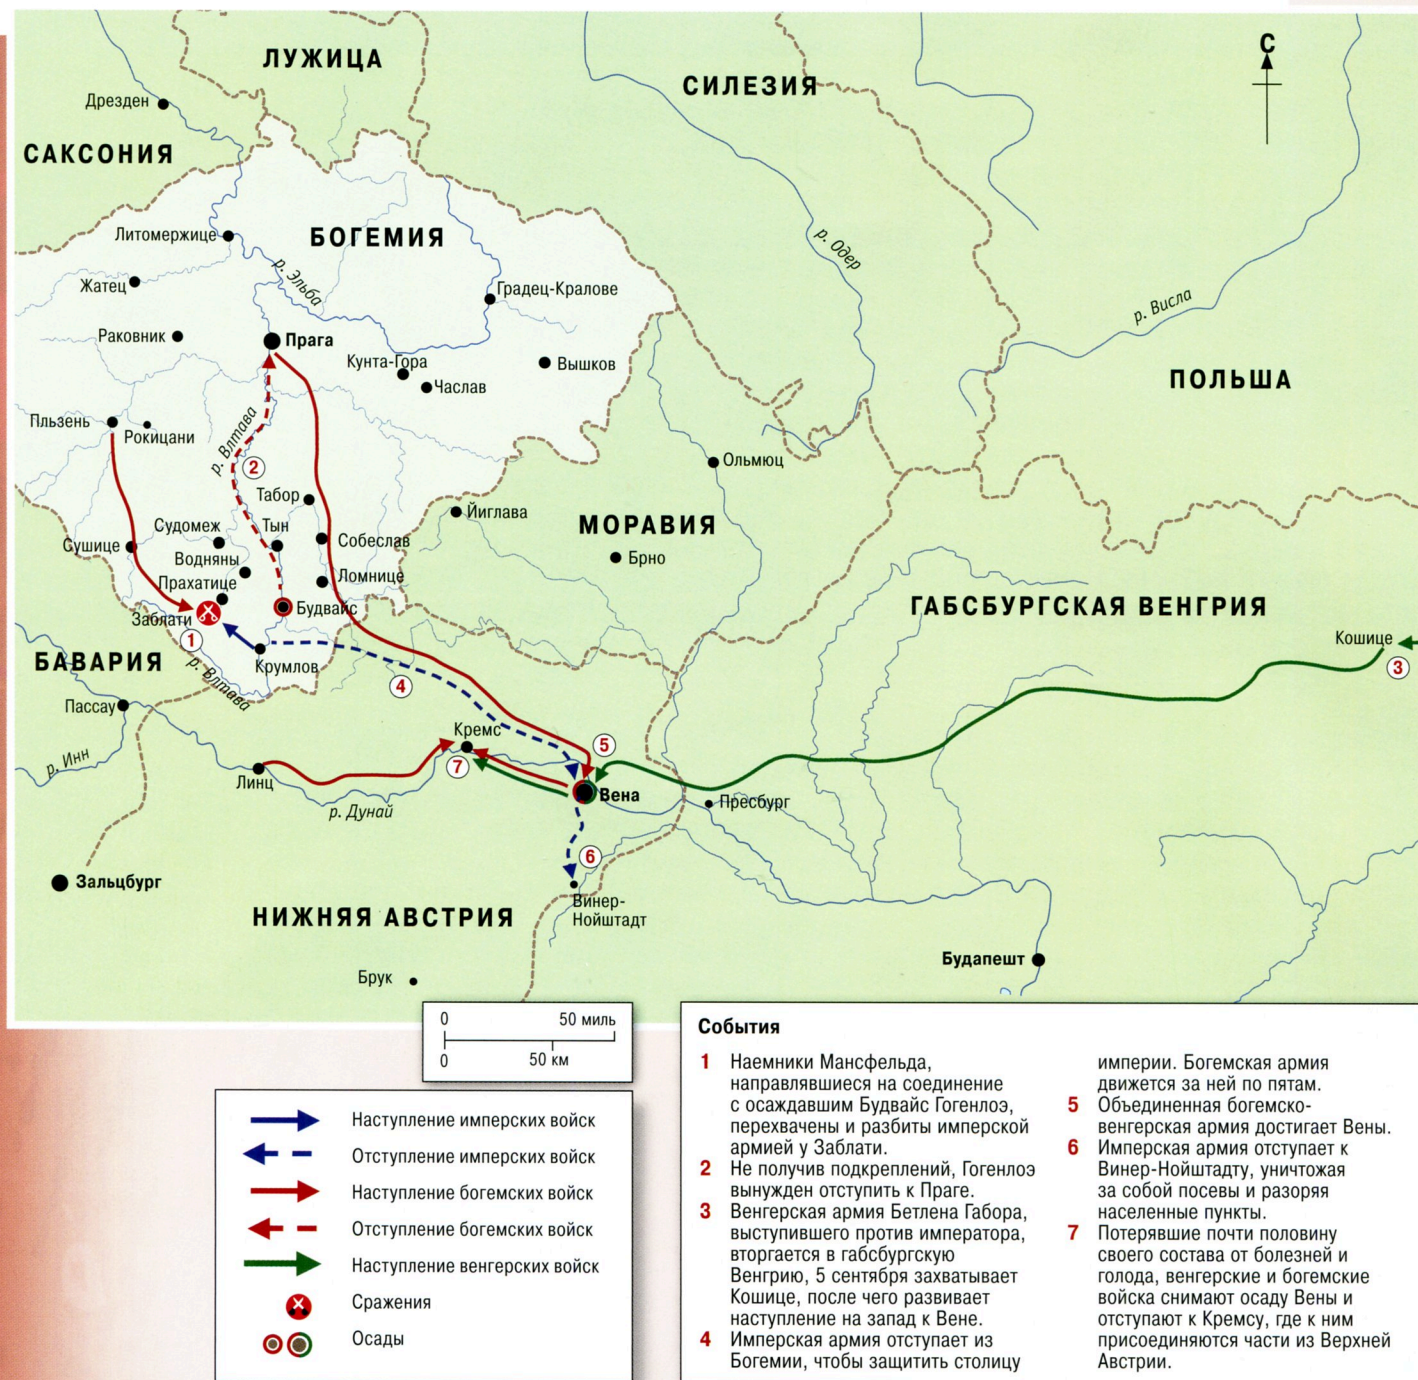 ЛУЖИЦА
СИЛЕЗИЯ
С
Дрезден
САКСОНИЯ
Литомержице
БОГЕМИЯ
р. Одер
р. Эльба
Жатец
Градец-Кралове
р. Висла
Раковник
Прага
Кунта-Гора
Вышков
Часлав
ПОЛЬША
Пльзень
Рокицани
р. Влтава
2
Ольмюц
Табор
Йиглава
МОРАВИЯ
Судомеж
Тын
Собеслав
Сушице
Водняны
Брно
Прахатице
Ломнице
Заблати
Будвайс
ГАБСБУРГСКАЯ ВЕНГРИЯ
1
Кошице
3
БАВАРИЯ
р. Влтава
Крумлов
4
Пассау
Кремс
5
р. Инн
7
Линц
Вена
Пресбург
р. Дунай
6
Зальцбург
Винер-
Нойштадт
НИЖНЯЯ АВСТРИЯ
Будапешт
Брук
0 50 миль
0 50 км
Наступление имперских войск
Отступление имперских войск
Наступление богемских войск
Отступление богемских войск
Наступление венгерских войск
Сражения
Осады
События
1 Наемники Мансфельда,
направлявшиеся на соединение
с осаждавшим Будвайс Гогенлоэ,
перехвачены и разбиты имперской
армией у Заблати.
2 Не получив подкреплений, Гогенлоэ
вынужден отступить к Праге.
3 Венгерская армия Бетлена Габора,
выступившего против императора,
вторгается в габсбургскую
Венгрию, 5 сентября захватывает
Кошице, после чего развивает
наступление на запад к Вене.
4 Имперская армия отступает из
Богемии, чтобы защитить столицу
империи. Богемская армия
движется за ней по пятам.
5 Объединенная богемско-
венгерская армия достигает Вены.
6 Имперская армия отступает к
Винер-Нойштадту, уничтожая
за собой посевы и разоряя
населенные пункты.
7 Потерявшие почти половину
своего состава от болезней и
голода, венгерские и богемские
войска снимают осаду Вены и
отступают к Кремсу, где к ним
присоединяются части из Верхней
Австрии.